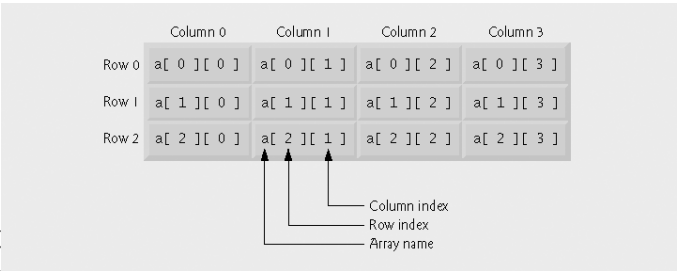 Column 0 Column 1 Column 2 Column 3
Row 0 a[ 0 ][ 0 ] a[ 0 ][ 1 ] a[ 0 ][ 2 ] a[ 0 ][ 3 ]
Row 1 a[ 1 ][ 0 ] a[ 1 ][ 1 ] a[ 1 ][ 2 ] a[ 1 ][ 3 ]
Row 2 a[ 2 ][ 0 ] a[ 2 ][ 1 ] a[ 2 ][ 2 ] a[ 2 ][ 3 ]
Column index
Row index
Array name